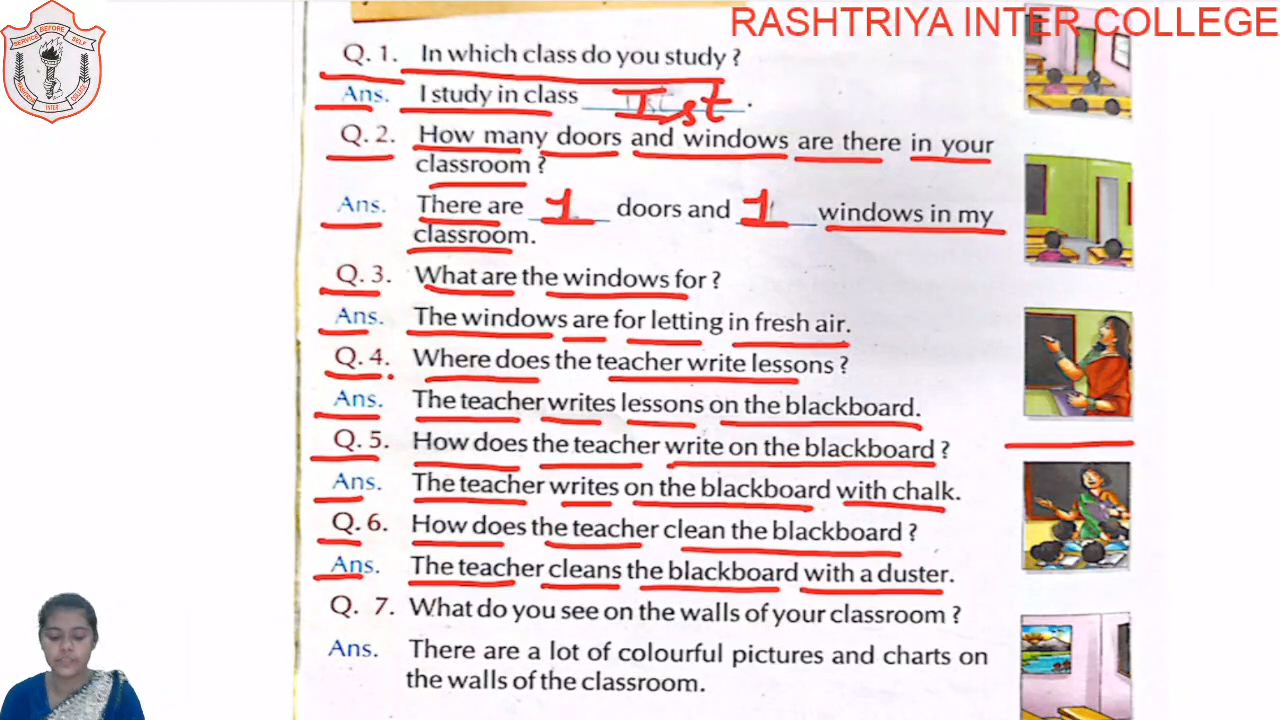 RASHTRIYA INTER COLLEGE
SERVICE BEFORE SELF
Q. 1. In which class do you study ?
Ans. I study in class Ist .
Q. 2. How many doors and windows are there in your
classroom ?
Ans. There are 1 doors and 1 windows in my
classroom.
Q. 3. What are the windows for ?
Ans. The windows are for letting in fresh air.
Q. 4. Where does the teacher write lessons ?
Ans. The teacher writes lessons on the blackboard.
Q. 5. How does the teacher write on the blackboard ?
Ans. The teacher writes on the blackboard with chalk.
Q. 6. How does the teacher clean the blackboard ?
Ans. The teacher cleans the blackboard with a duster.
Q. 7. What do you see on the walls of your classroom ?
Ans. There are a lot of colourful pictures and charts on
the walls of the classroom.